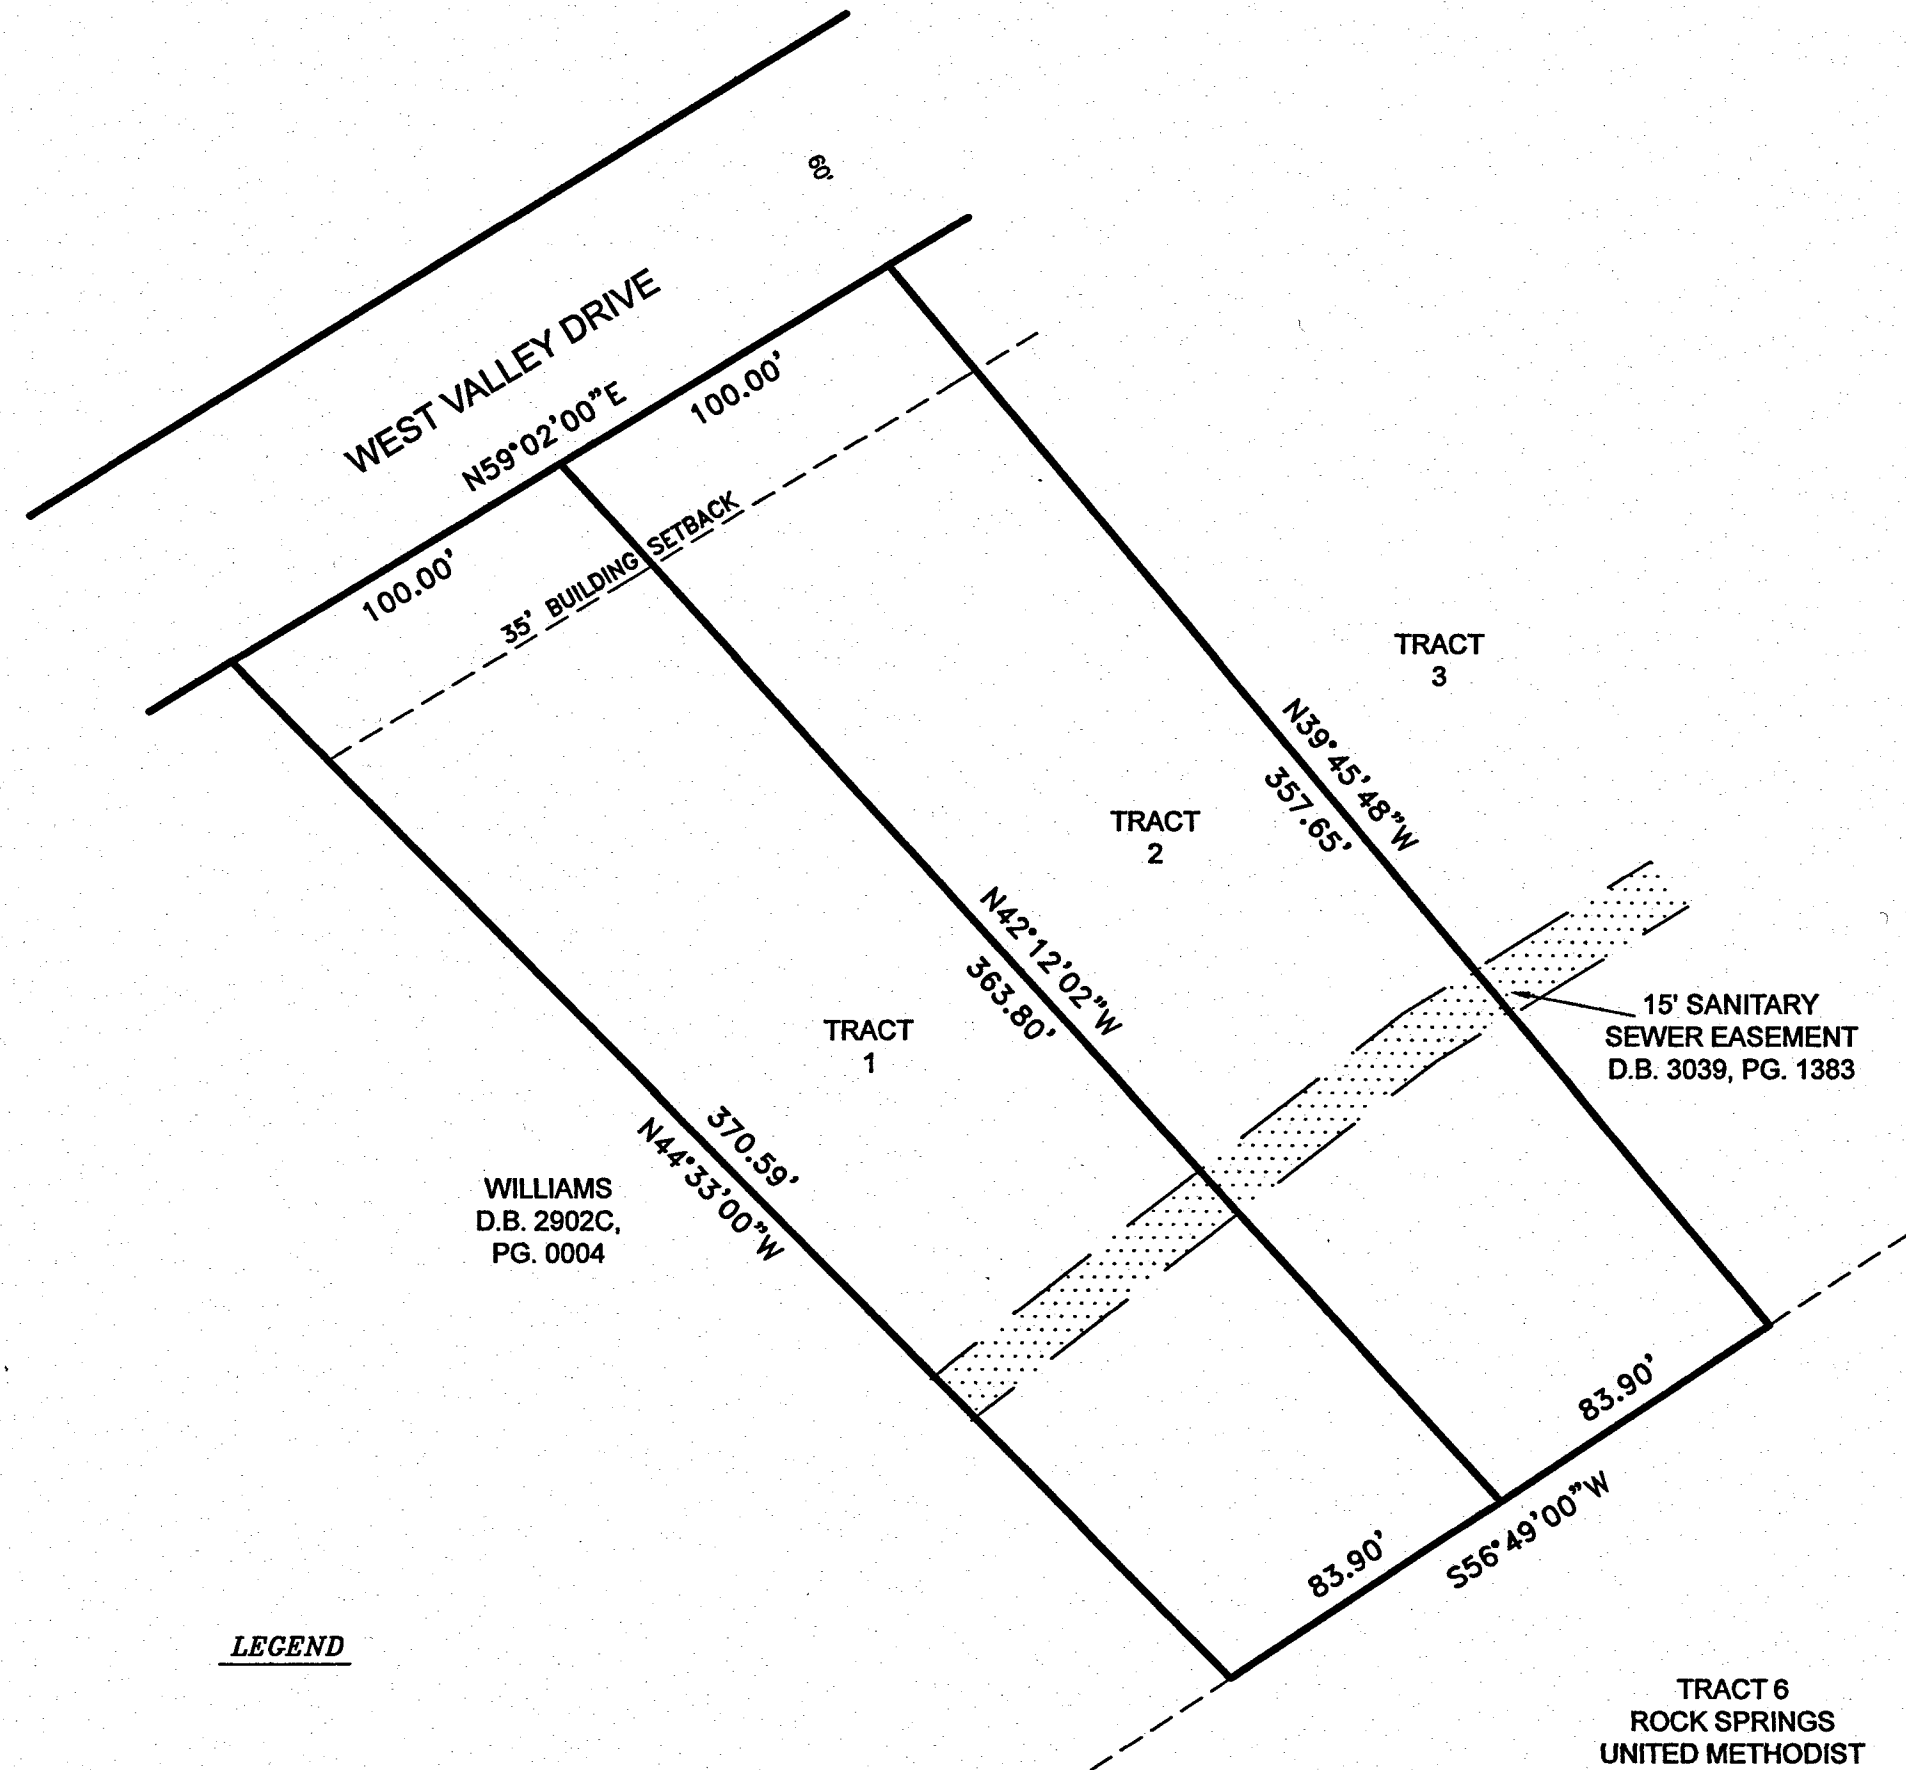 60'
WEST VALLEY DRIVE
N59°02'00"E
100.00'
100.00'
35' BUILDING SETBACK
TRACT
3
N39°45'48"W
357.65'
TRACT
2
N42°12'02"W
363.80'
15' SANITARY
SEWER EASEMENT
D.B. 3039, PG. 1383
TRACT
1
370.59'
N44°33'00"W
WILLIAMS
D.B. 2902C,
PG. 0004
83.90'
83.90'
S56°49'00"W
LEGEND
TRACT 6
ROCK SPRINGS
UNITED METHODIST